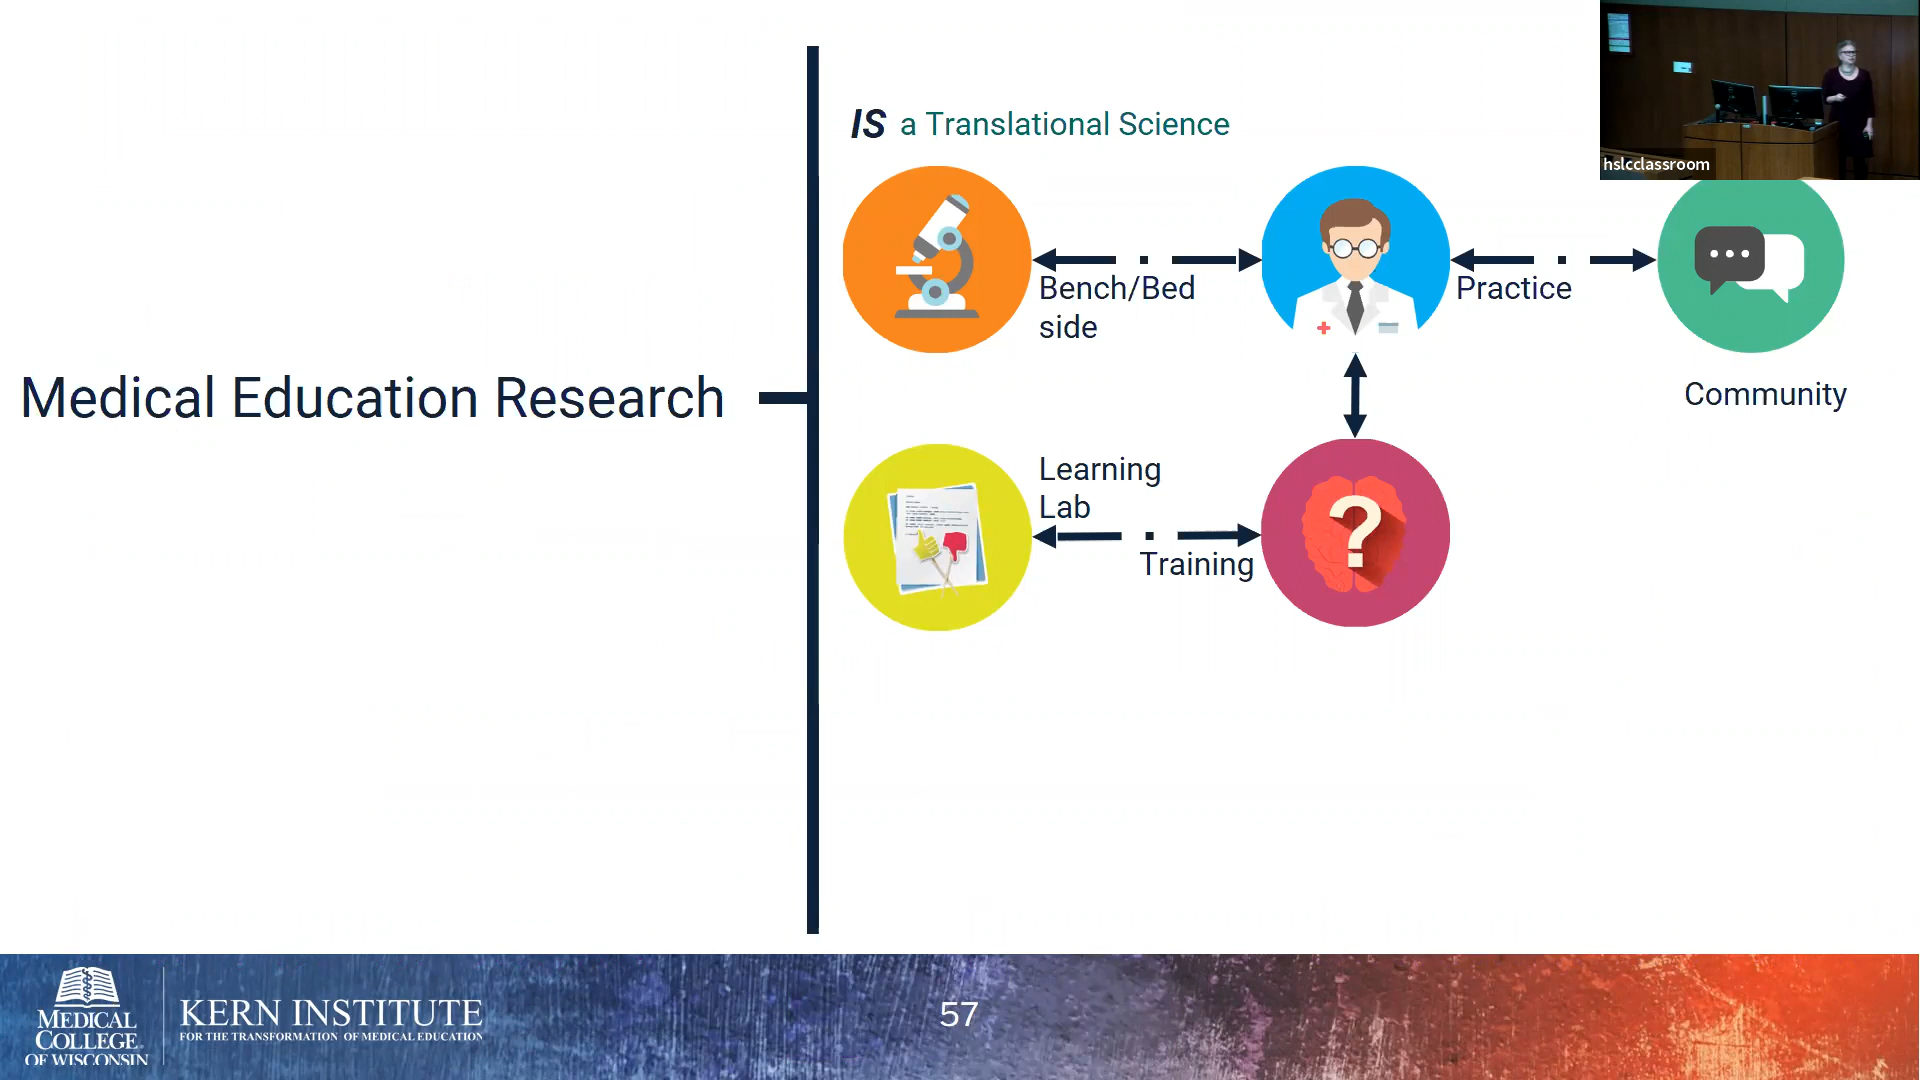 IS a Translational Science
hslcclassroom
Bench/Bed
side
Practice
Medical Education Research
Community
Learning
Lab
Training
MEDICAL
COLLEGE
OF WISCONSIN
KERN INSTITUTE
FOR THE TRANSFORMATION OF MEDICAL EDUCATION
57